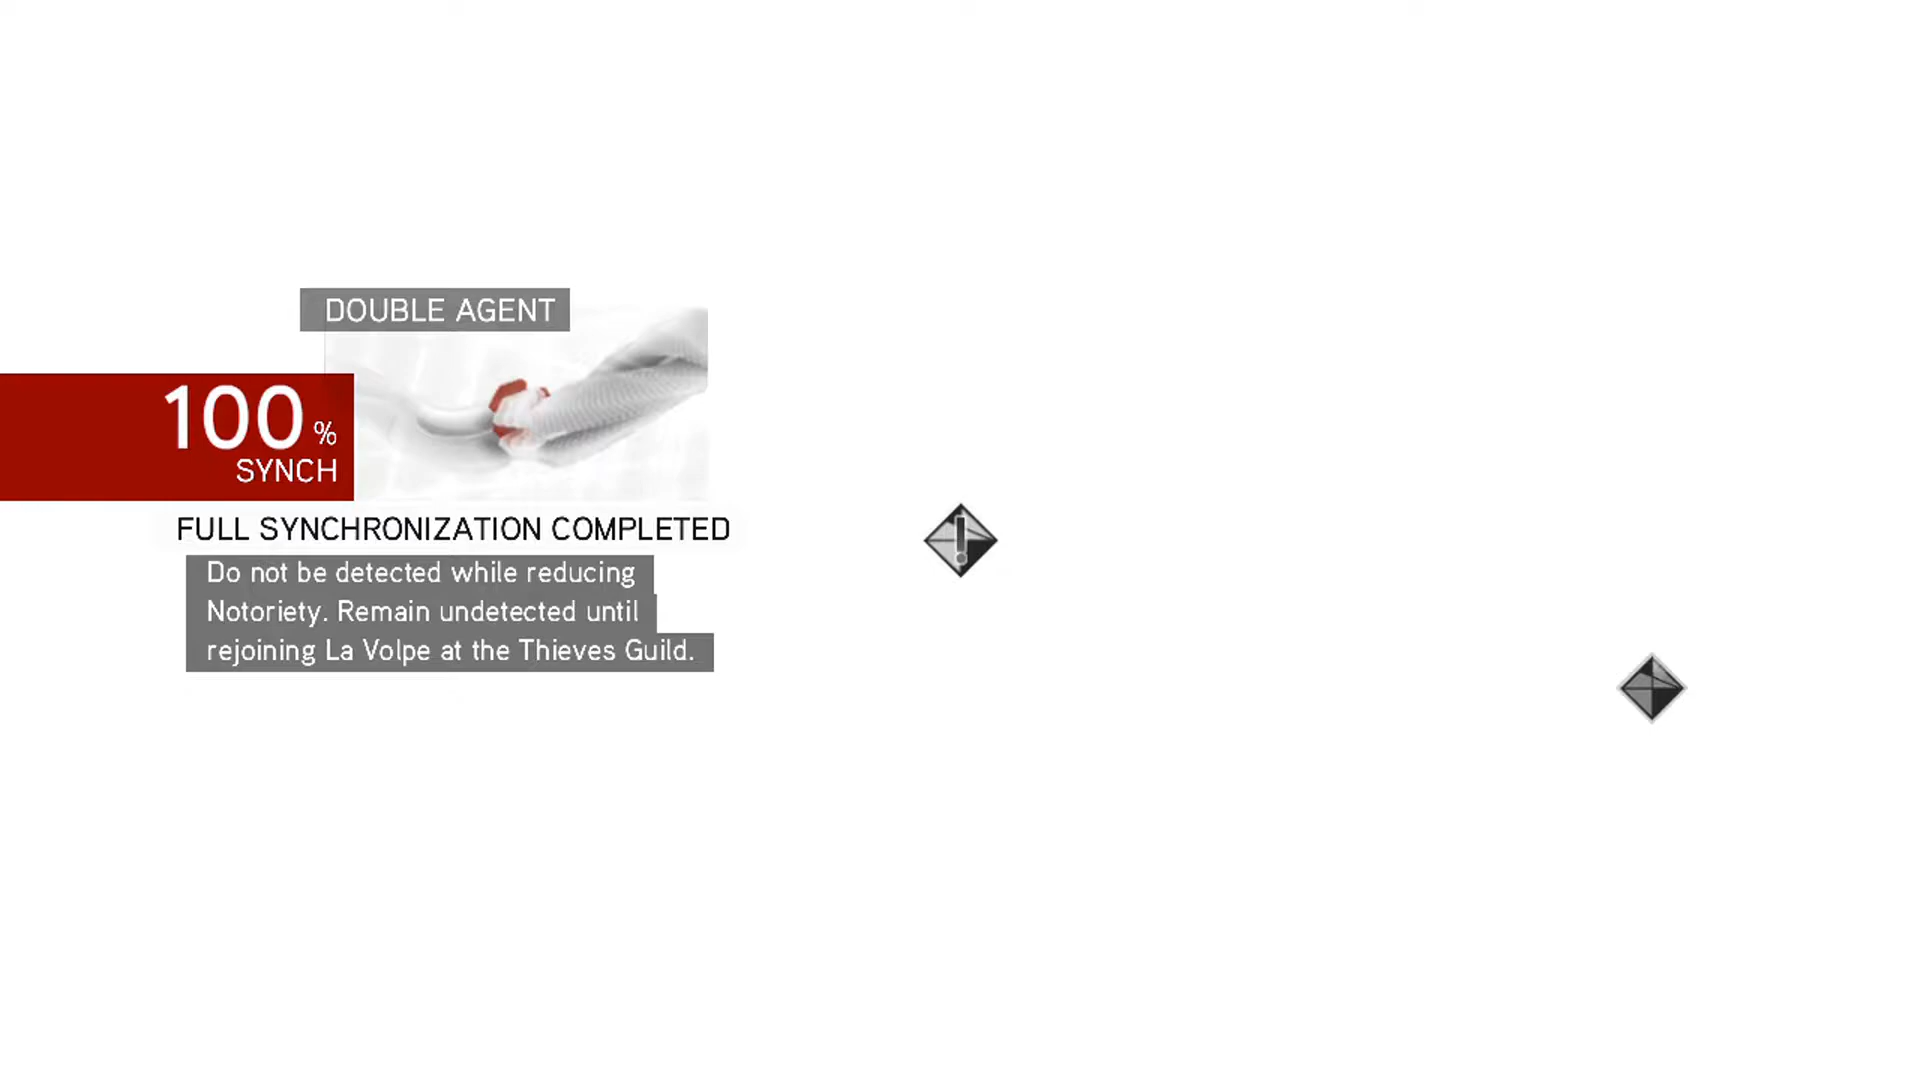 DOUBLE AGENT
100 %
SYNCH
FULL SYNCHRONIZATION COMPLETED
Do not be detected while reducing
Notoriety. Remain undetected until
rejoining La Volpe at the Thieves Guild.